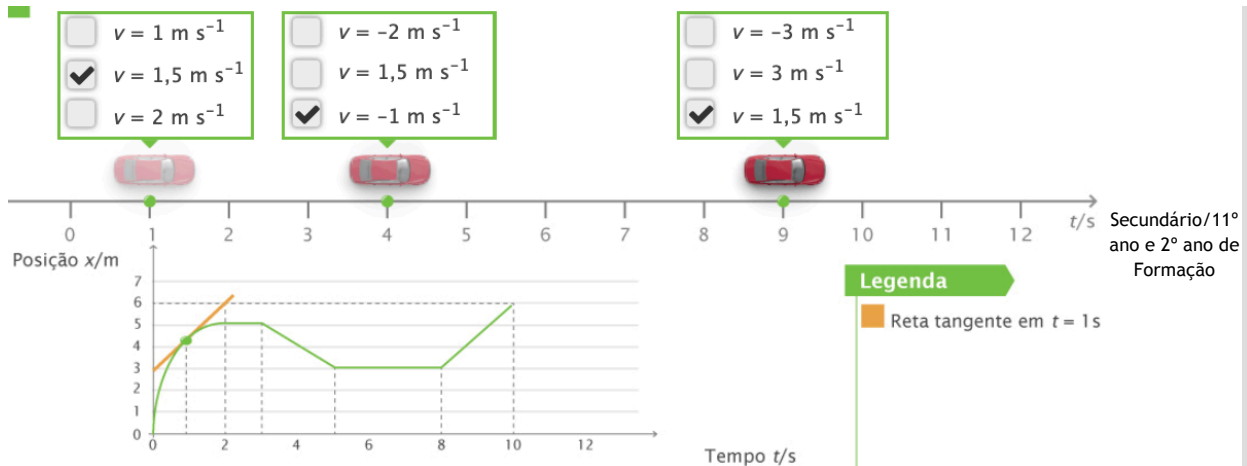 v = 1 m s⁻¹
v = 1,5 m s⁻¹
v = 2 m s⁻¹
v = –2 m s⁻¹
v = 1,5 m s⁻¹
v = –1 m s⁻¹
v = –3 m s⁻¹
v = 3 m s⁻¹
v = 1,5 m s⁻¹
0 1 2 3 4 5 6 7 8 9 10 11 12 t/s
Secundário/11º
ano e 2º ano de
Formação
Posição x/m
7
6
5
4
3
2
1
0
0 2 4 6 8 10 12
Tempo t/s
Legenda
Reta tangente em t = 1s